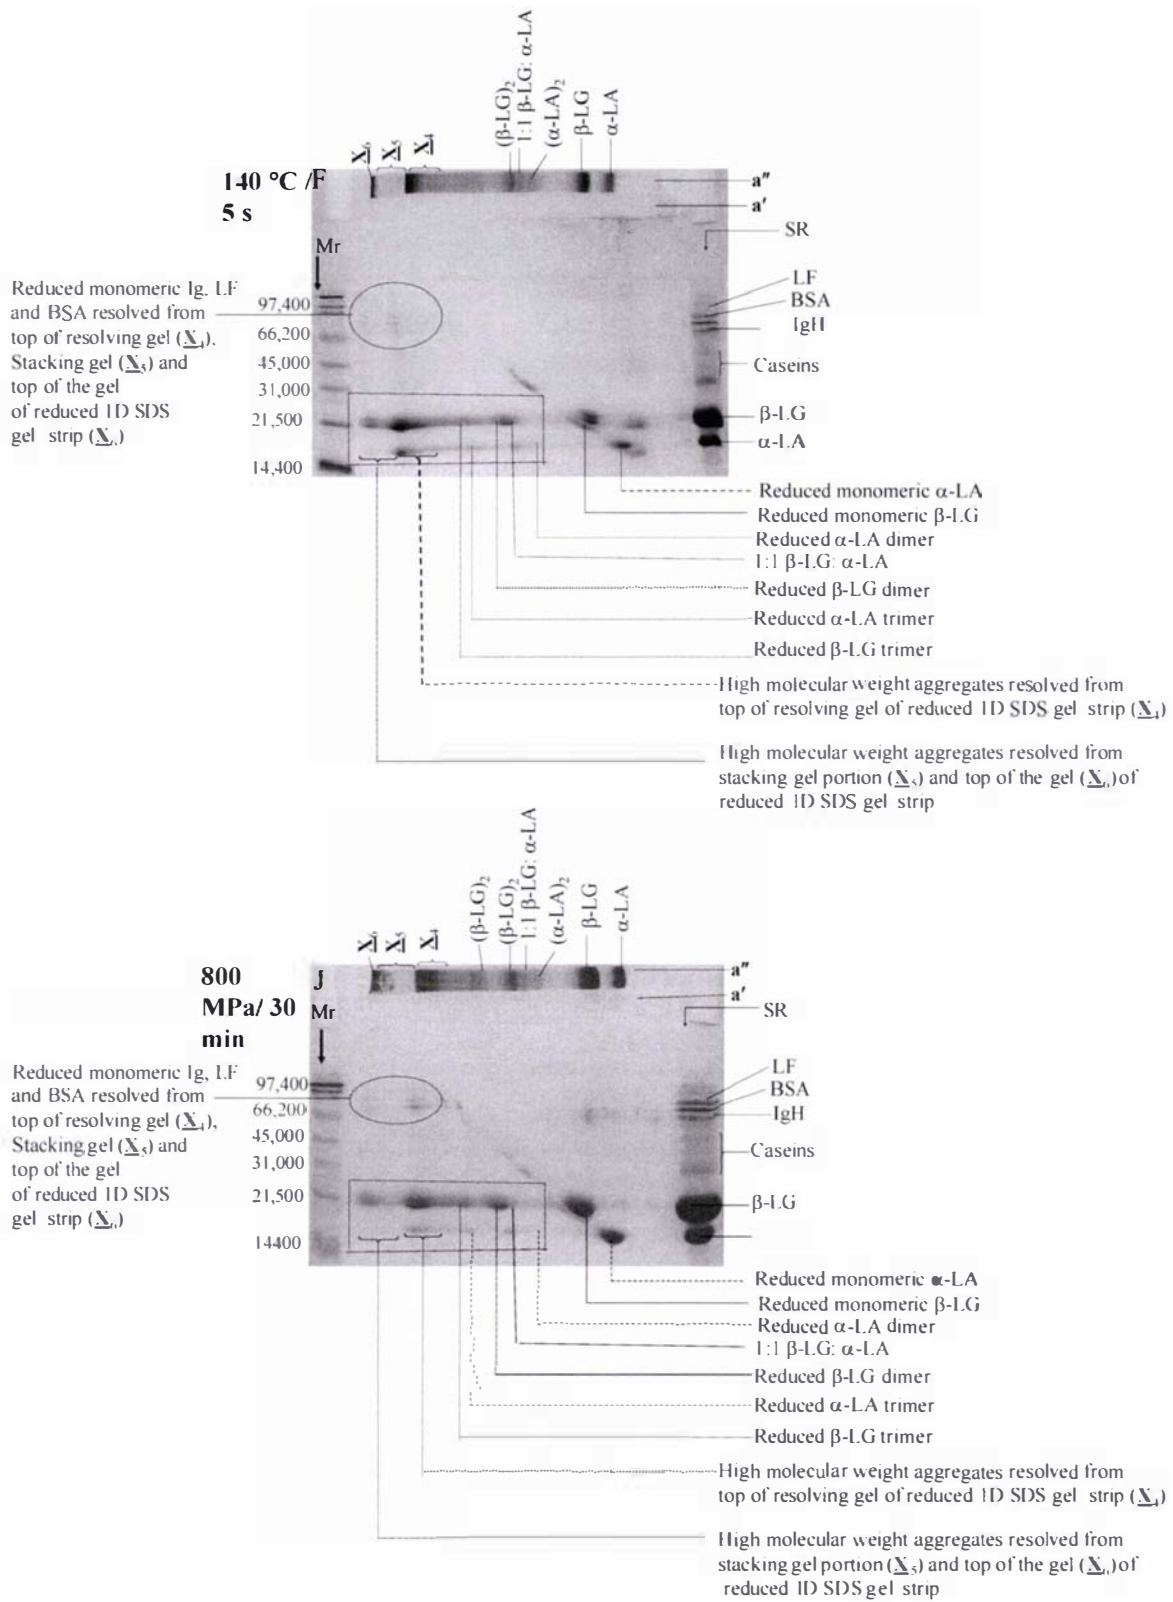 (β-LG)₂
1:1 β-LG: α-LA
(α-LA)₂
β-LG
α-LA
X₆
X₅
X₄
140 °C /F
5 s
a″
a′
SR
Mr
LF
BSA
IgH
Caseins
β-LG
α-LA
Reduced monomeric Ig, LF
and BSA resolved from
top of resolving gel (X₄),
Stacking gel (X₅) and
top of the gel
of reduced 1D SDS
gel strip (X₆)
97,400
66,200
45,000
31,000
21,500
14,400
Reduced monomeric α-LA
Reduced monomeric β-LG
Reduced α-LA dimer
1:1 β-LG: α-LA
Reduced β-LG dimer
Reduced α-LA trimer
Reduced β-LG trimer
High molecular weight aggregates resolved from
top of resolving gel of reduced 1D SDS gel strip (X₄)
High molecular weight aggregates resolved from
stacking gel portion (X₅) and top of the gel (X₆) of
reduced 1D SDS gel strip
X₆
X₅
X₄
(β-LG)₂
(β-LG)₂
1:1 β-LG: α-LA
(α-LA)₂
β-LG
α-LA
800 J
MPa/ 30
min
Mr
a″
a′
SR
LF
BSA
IgH
Caseins
β-LG
Reduced monomeric Ig, LF
and BSA resolved from
top of resolving gel (X₄),
Stacking gel (X₅) and
top of the gel
of reduced 1D SDS
gel strip (X₆)
97,400
66,200
45,000
31,000
21,500
14400
Reduced monomeric α-LA
Reduced monomeric β-LG
Reduced α-LA dimer
1:1 β-LG: α-LA
Reduced β-LG dimer
Reduced α-LA trimer
Reduced β-LG trimer
High molecular weight aggregates resolved from
top of resolving gel of reduced 1D SDS gel strip (X₄)
High molecular weight aggregates resolved from
stacking gel portion (X₅) and top of the gel (X₆) of
reduced 1D SDS gel strip